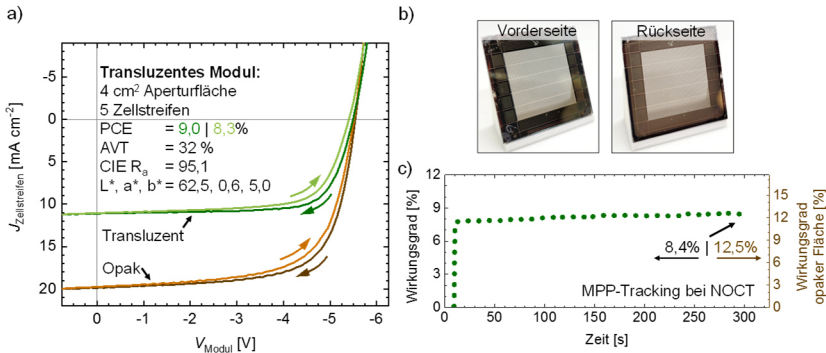 a)
Transluzentes Modul:
4 cm² Aperturfläche
5 Zellstreifen
PCE = 9,0 | 8,3%
AVT = 32 %
CIE Rₐ = 95,1
L*, a*, b* = 62,5, 0,6, 5,0
Transluzent
Opak
-5
0
5
10
15
20
J_Zellstreifen [mA cm⁻²]
0 -1 -2 -3 -4 -5 -6
V_Modul [V]
b)
Vorderseite
Rückseite
c)
12
9
6
3
0
Wirkungsgrad [%]
15
12
9
6
3
0
Wirkungsgrad
opaker Fläche [%]
8,4% | 12,5%
MPP-Tracking bei NOCT
0 50 100 150 200 250 300
Zeit [s]